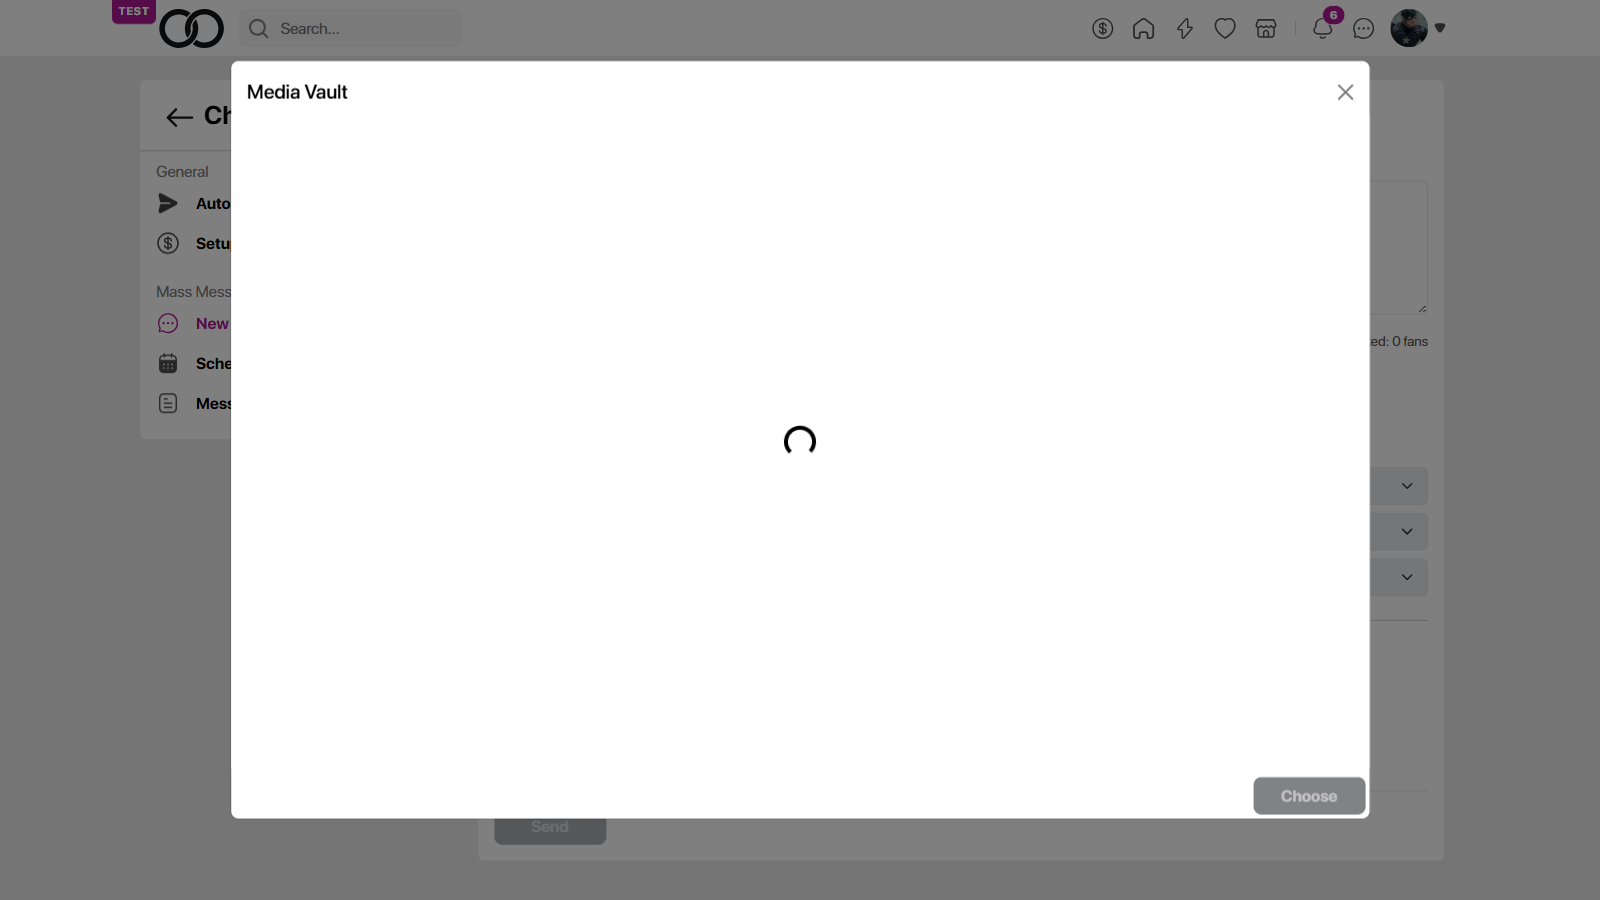 TEST
Search...
6
Media Vault
Ch
General
Auto
Setu
Mass Mess
New
Sche
Mess
ed: 0 fans
Choose
Send